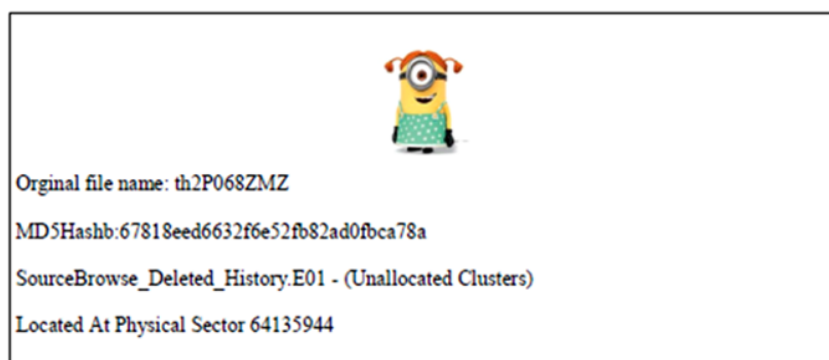 Orginal file name: th2P068ZMZ
MD5Hashb:67818eed6632f6e52fb82ad0fbca78a
SourceBrowse_Deleted_History.E01 - (Unallocated Clusters)
Located At Physical Sector 64135944